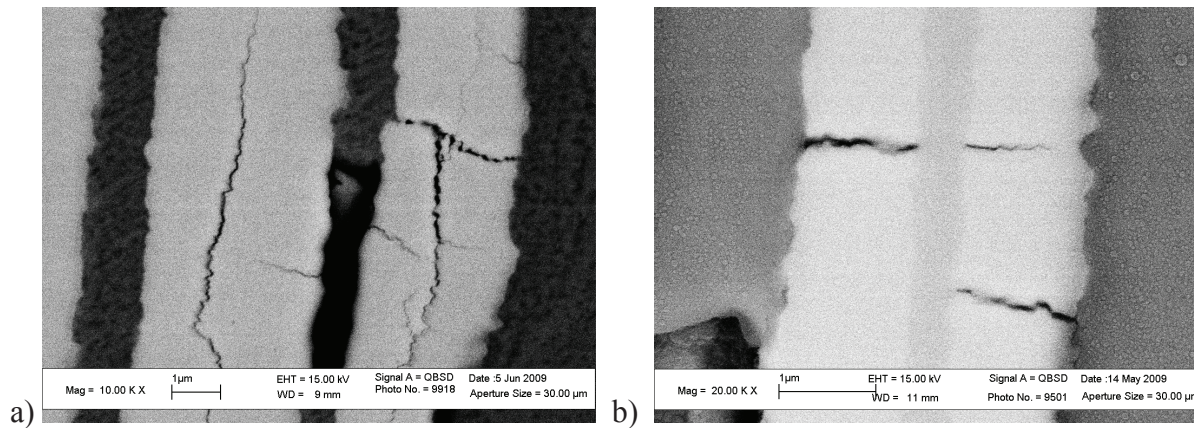 a)
Mag = 10.00 K X
1µm
EHT = 15.00 kV
WD = 9 mm
Signal A = QBSD
Photo No. = 9918
Date :5 Jun 2009
Aperture Size = 30.00 µm
b)
Mag = 20.00 K X
1µm
EHT = 15.00 kV
WD = 11 mm
Signal A = QBSD
Photo No. = 9501
Date :14 May 2009
Aperture Size = 30.00 µm